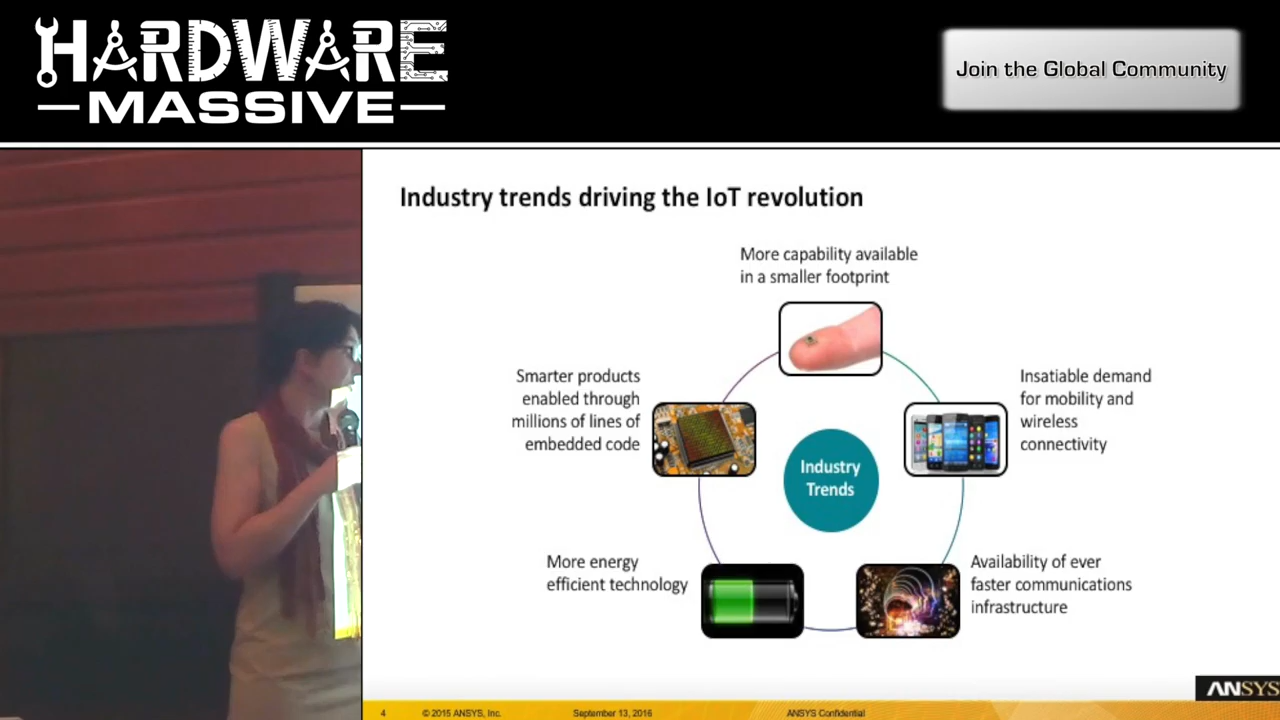 HARDWARE
MASSIVE
Join the Global Community
Industry trends driving the IoT revolution
More capability available
in a smaller footprint
Smarter products
enabled through
millions of lines of
embedded code
Insatiable demand
for mobility and
wireless
connectivity
Industry
Trends
More energy
efficient technology
Availability of ever
faster communications
infrastructure
ANSYS
4
© 2015 ANSYS, Inc.
September 13, 2016
ANSYS Confidential